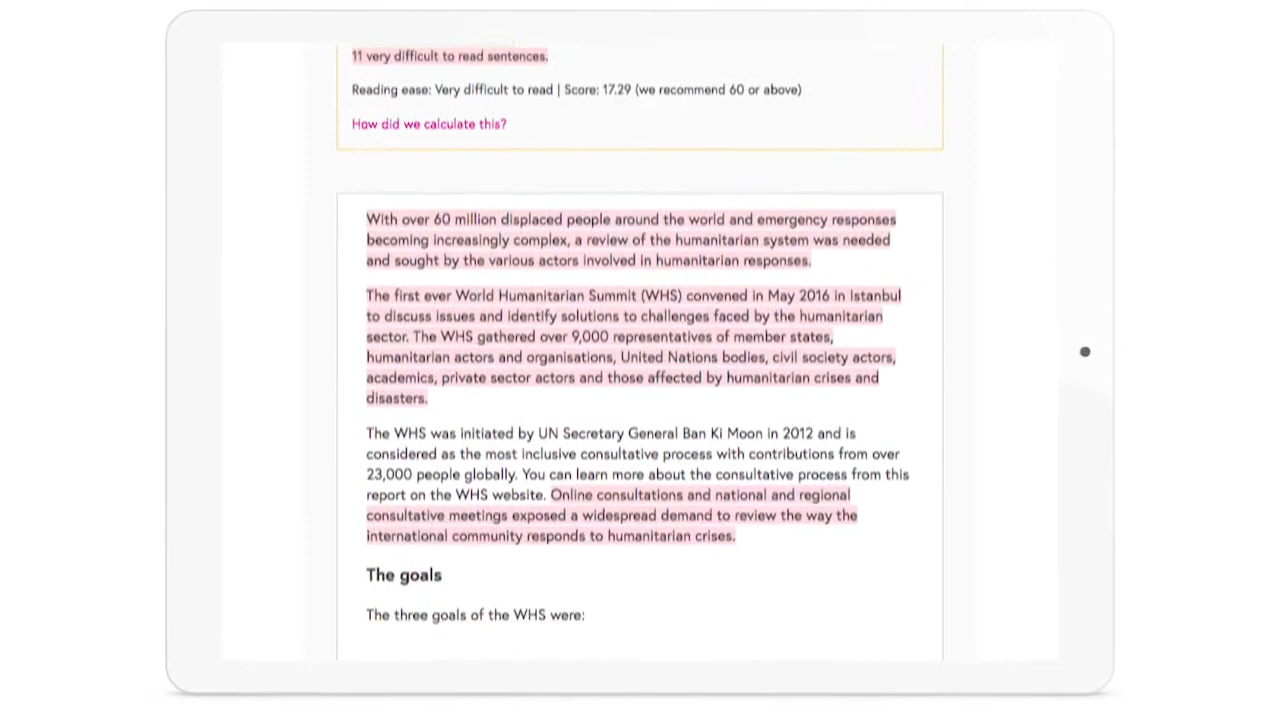 11 very difficult to read sentences.
Reading ease: Very difficult to read | Score: 17.29 (we recommend 60 or above)
How did we calculate this?
With over 60 million displaced people around the world and emergency responses
becoming increasingly complex, a review of the humanitarian system was needed
and sought by the various actors involved in humanitarian responses.
The first ever World Humanitarian Summit (WHS) convened in May 2016 in Istanbul
to discuss issues and identify solutions to challenges faced by the humanitarian
sector. The WHS gathered over 9,000 representatives of member states,
humanitarian actors and organisations, United Nations bodies, civil society actors,
academics, private sector actors and those affected by humanitarian crises and
disasters.
The WHS was initiated by UN Secretary General Ban Ki Moon in 2012 and is
considered as the most inclusive consultative process with contributions from over
23,000 people globally. You can learn more about the consultative process from this
report on the WHS website. Online consultations and national and regional
consultative meetings exposed a widespread demand to review the way the
international community responds to humanitarian crises.
The goals
The three goals of the WHS were: